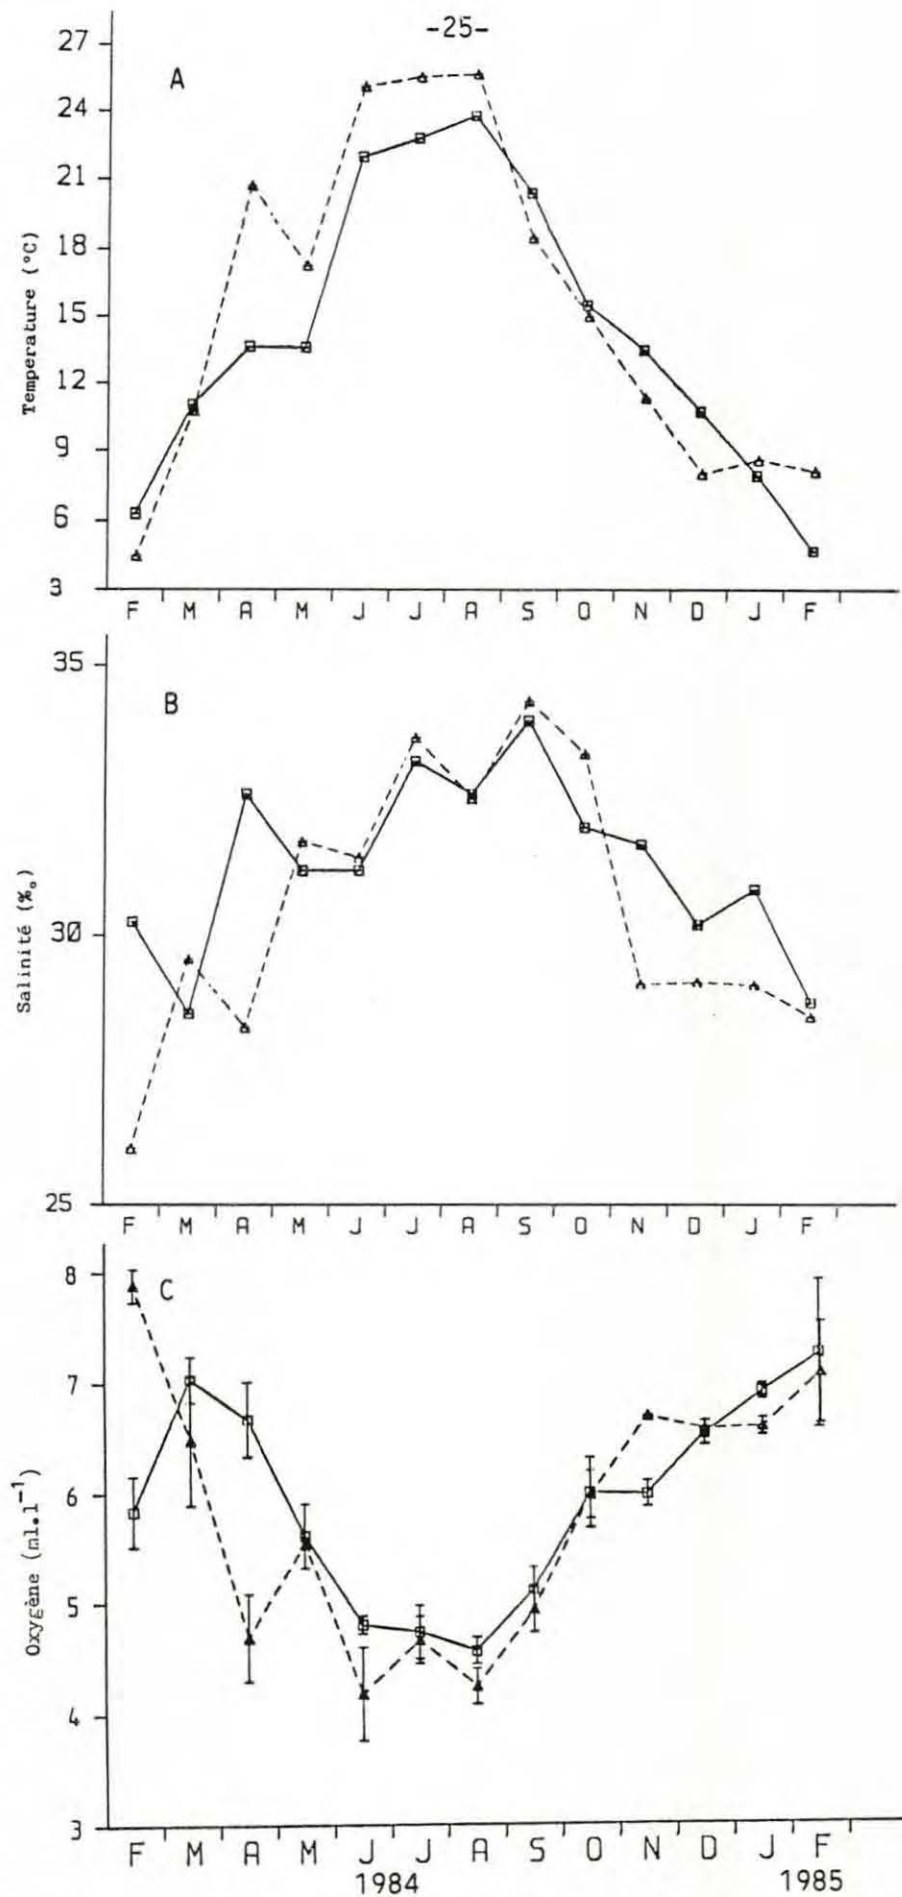 -25-
A
Temperature (°C)
27
24
21
18
15
12
9
6
3
F M A M J J A S O N D J F
B
Salinité (‰)
35
30
25
F M A M J J A S O N D J F
C
Oxygène (ml.l⁻¹)
8
7
6
5
4
3
F M A M J J A S O N D J F
1984 1985